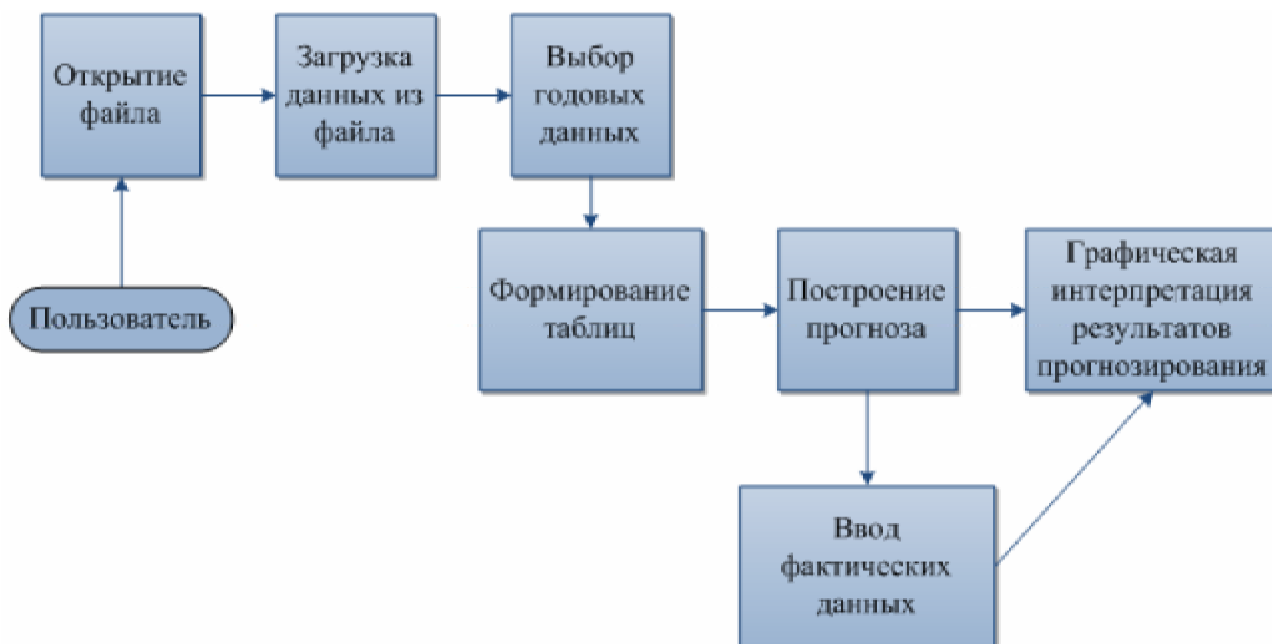 Открытие
файла
Загрузка
данных из
файла
Выбор
годовых
данных
Пользователь
Формирование
таблиц
Построение
прогноза
Графическая
интерпретация
результатов
прогнозирования
Ввод
фактических
данных